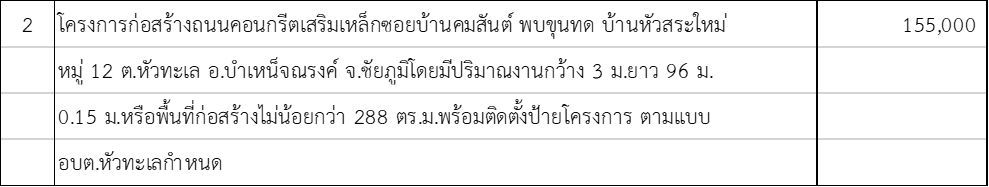 2 โครงการก่อสร้างถนนคอนกรีตเสริมเหล็กซอยบ้านคมสันต์ พบขุนทด บ้านหัวสระใหม่ 155,000
หมู่ 12 ต.หัวทะเล อ.บำเหน็จณรงค์ จ.ชัยภูมิโดยมีปริมาณงานกว้าง 3 ม.ยาว 96 ม.
0.15 ม.หรือพื้นที่ก่อสร้างไม่น้อยกว่า 288 ตร.ม.พร้อมติดตั้งป้ายโครงการ ตามแบบ
อบต.หัวทะเลกำหนด